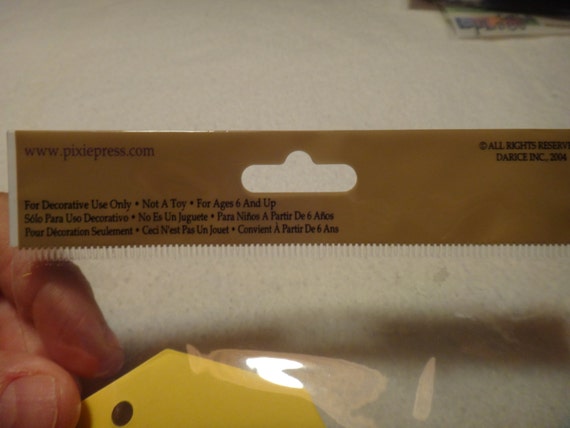 www.pixiepress.com
© ALL RIGHTS RESERVE
DARICE INC., 2004
For Decorative Use Only • Not A Toy • For Ages 6 And Up
Sólo Para Uso Decorativo • No Es Un Juguete • Para Niños A Partir De 6 Años
Pour Décoration Seulement • Ceci N'est Pas Un Jouet • Convient À Partir De 6 Ans